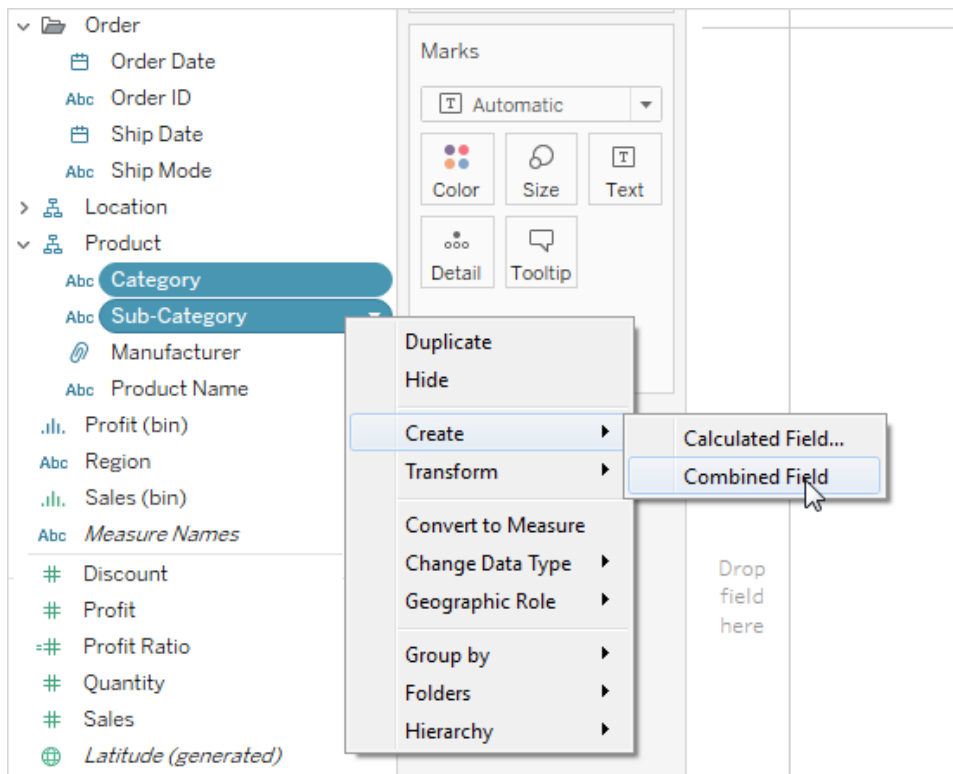 Order
Order Date
Abc Order ID
Ship Date
Abc Ship Mode
Location
Product
Abc Category
Abc Sub-Category
Manufacturer
Abc Product Name
Profit (bin)
Abc Region
Sales (bin)
Abc Measure Names
# Discount
# Profit
=# Profit Ratio
# Quantity
# Sales
Latitude (generated)
Marks
T Automatic
Color
Size
T
Text
Detail
Tooltip
Duplicate
Hide
Create
Transform
Convert to Measure
Change Data Type
Geographic Role
Group by
Folders
Hierarchy
Calculated Field...
Combined Field
Drop
field
here